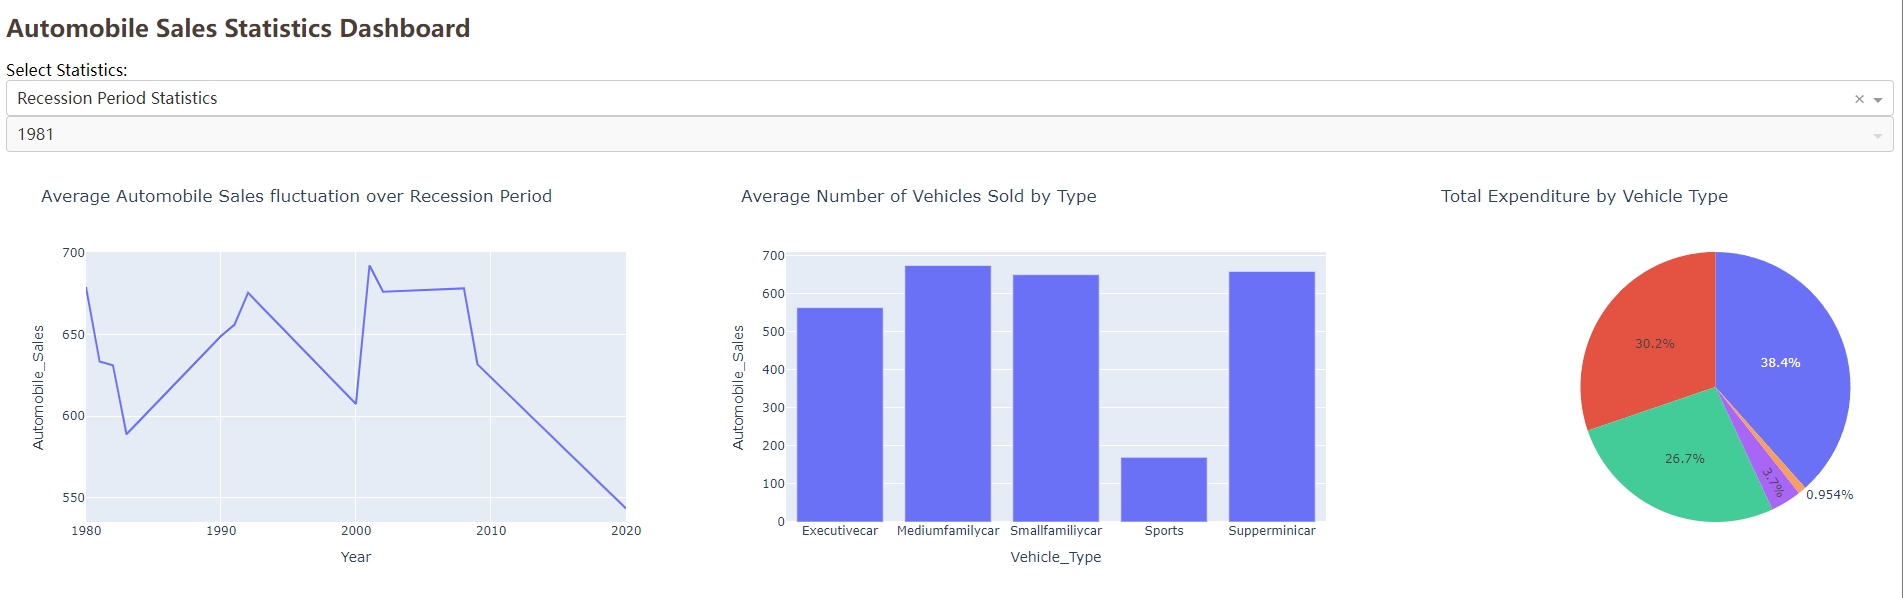 Automobile Sales Statistics Dashboard
Select Statistics:
Recession Period Statistics
×
1981
Average Automobile Sales fluctuation over Recession Period
700
650
600
550
Automobile_Sales
1980 1990 2000 2010 2020
Year
Average Number of Vehicles Sold by Type
700
600
500
400
300
200
100
0
Automobile_Sales
Executivecar Mediumfamilycar Smallfamiliycar Sports Supperminicar
Vehicle_Type
Total Expenditure by Vehicle Type
30.2%
38.4%
26.7%
3.7%
0.954%